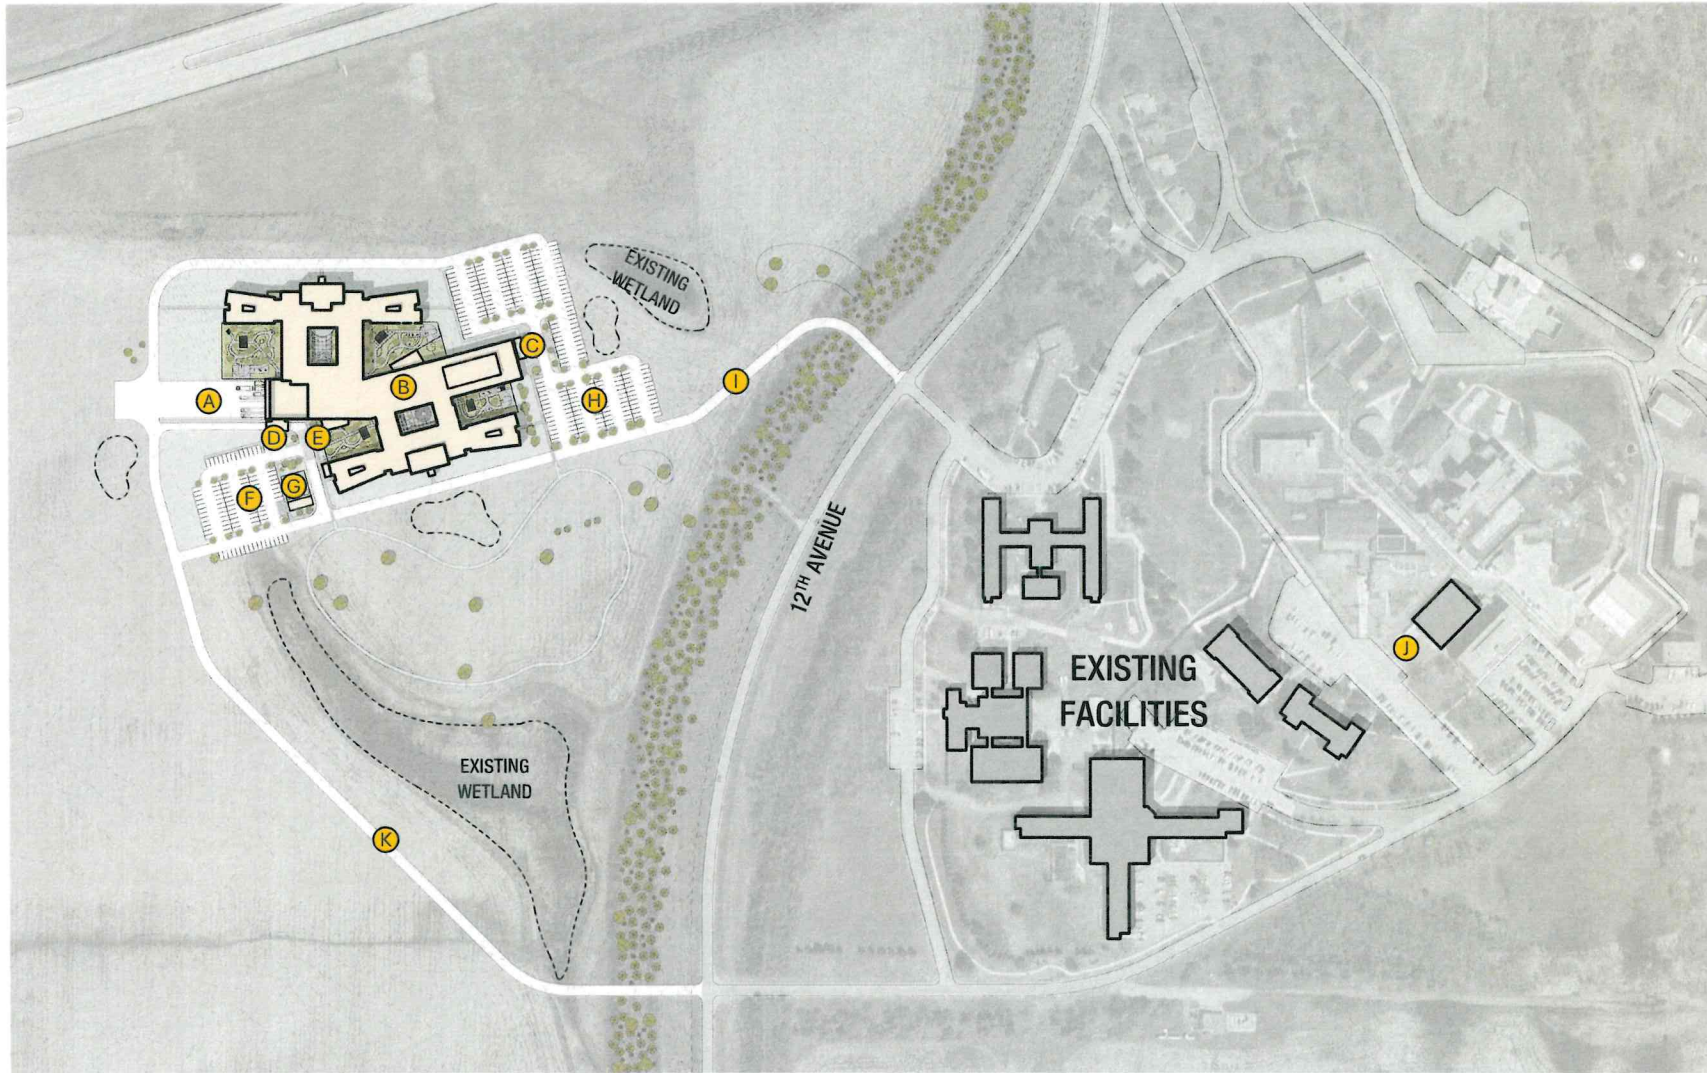 EXISTING
WETLAND
C
I
B
A
H
D
E
G
F
12TH AVENUE
J
EXISTING
FACILITIES
EXISTING
WETLAND
K